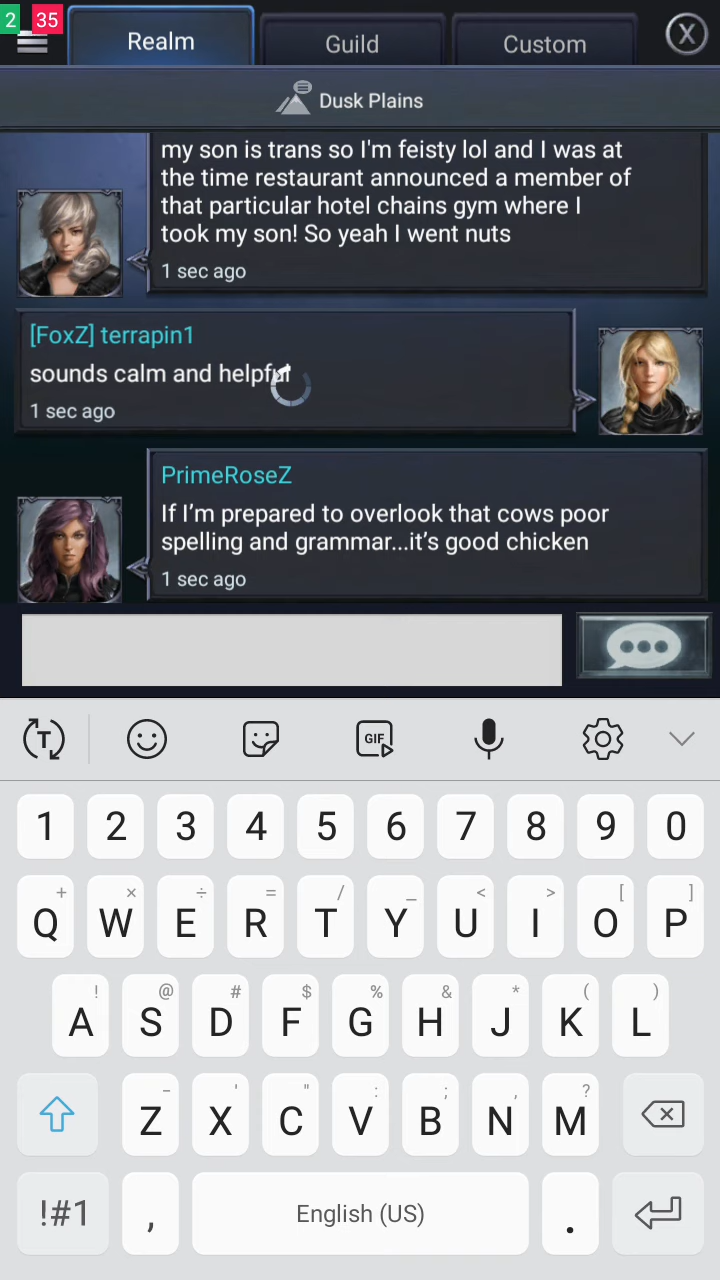 2 35
Realm
Guild
Custom
X
Dusk Plains
my son is trans so I'm feisty lol and I was at
the time restaurant announced a member of
that particular hotel chains gym where I
took my son! So yeah I went nuts
1 sec ago
[FoxZ] terrapin1
sounds calm and helpful
1 sec ago
PrimeRoseZ
If I’m prepared to overlook that cows poor
spelling and grammar...it’s good chicken
1 sec ago
T
GIF
1 2 3 4 5 6 7 8 9 0
+ × ÷ = / _ < > [ ]
Q W E R T Y U I O P
! @ # $ % & * ( )
A S D F G H J K L
- ' " : ; , ?
Z X C V B N M
!#1 , English (US) .